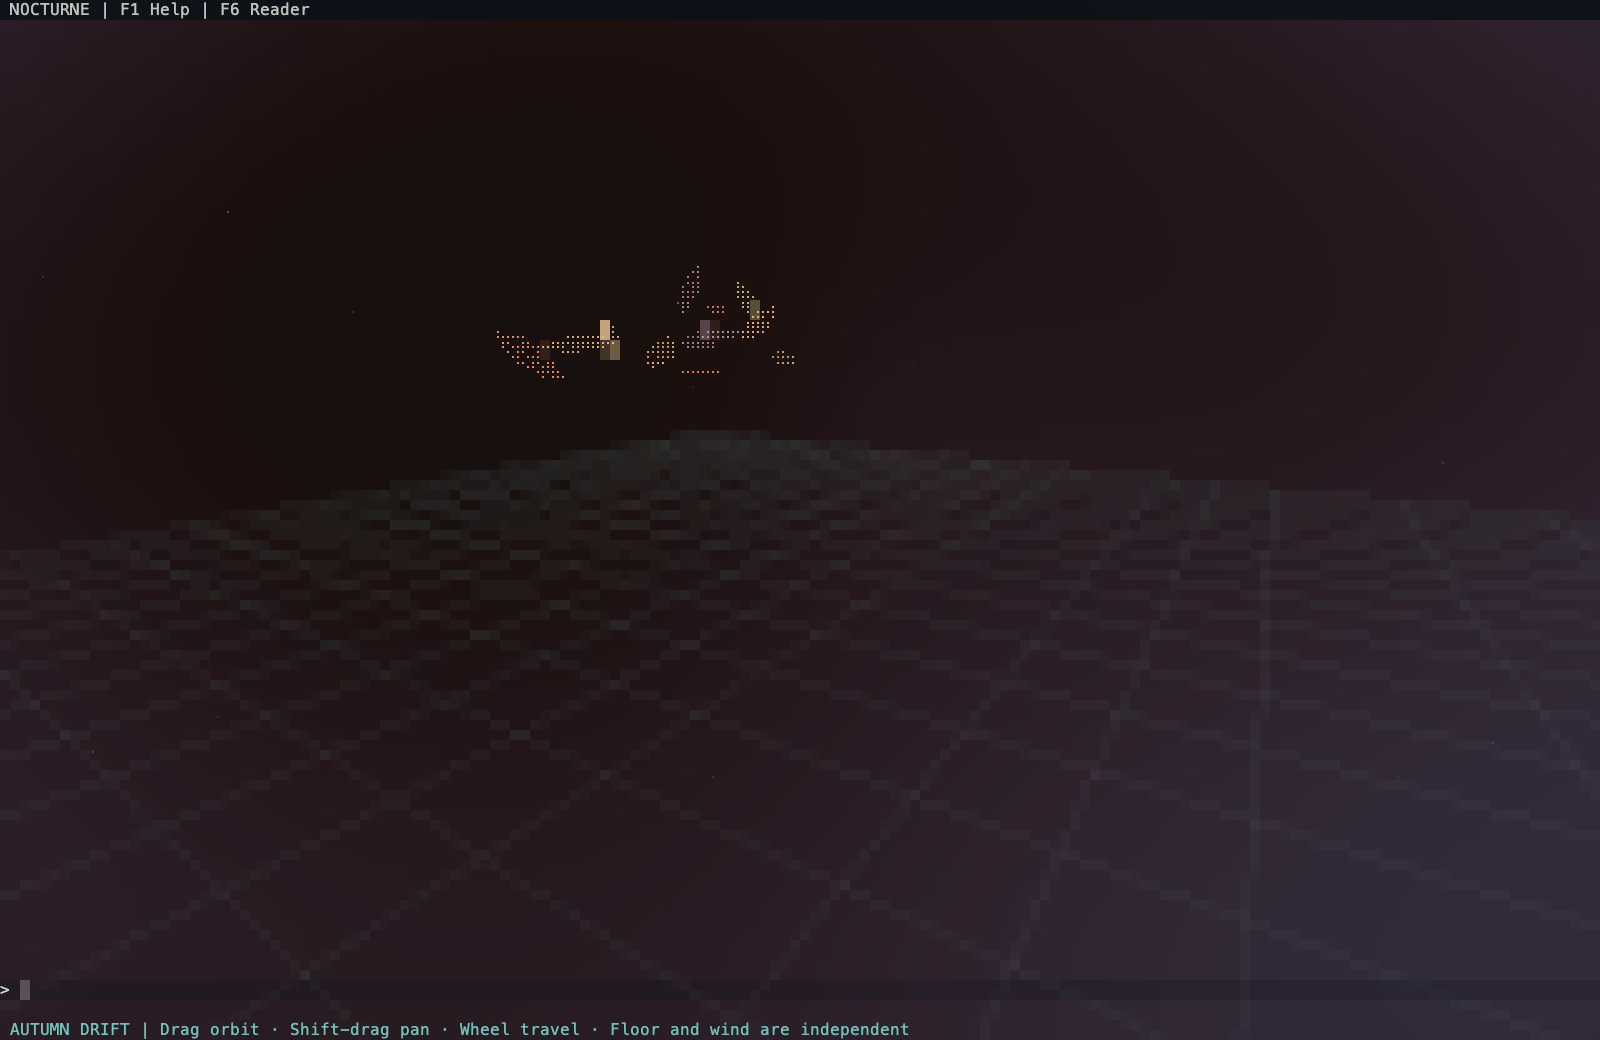 NOCTURNE | F1 Help | F6 Reader
>
AUTUMN DRIFT | Drag orbit · Shift-drag pan · Wheel travel · Floor and wind are independent